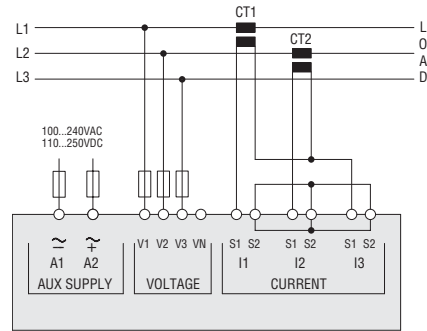 CT1
L1 L
CT2 O
L2 A
L3 D
100...240VAC
110...250VDC
V1 V2 V3 VN S1 S2 S1 S2 S1 S2
A1 A2 I1 I2 I3
AUX SUPPLY VOLTAGE CURRENT